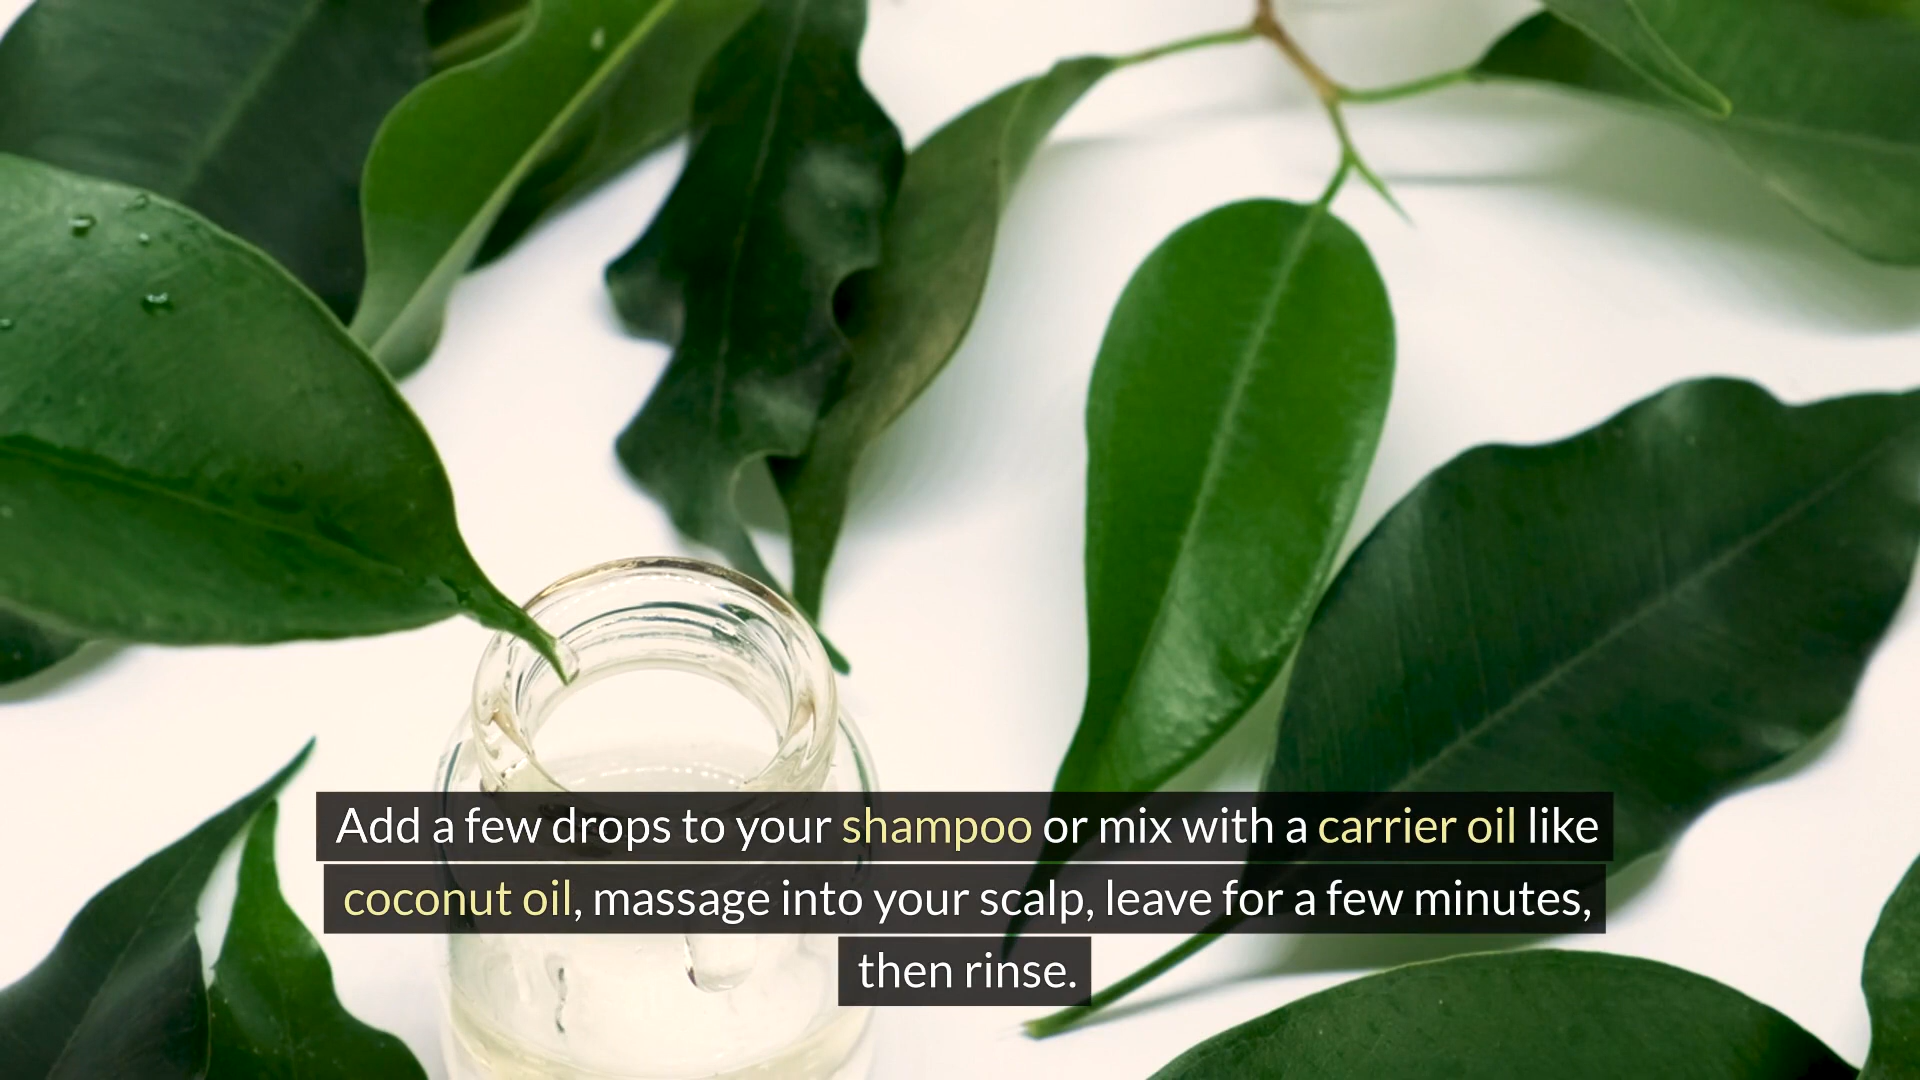 Add a few drops to your shampoo or mix with a carrier oil like
coconut oil, massage into your scalp, leave for a few minutes,
then rinse.